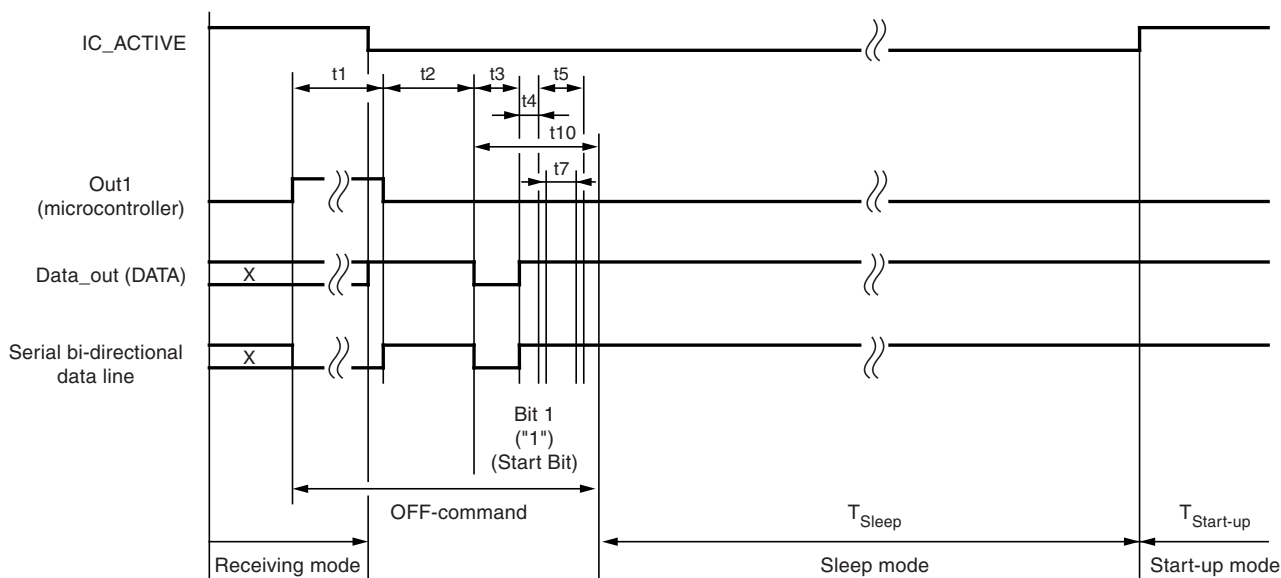 IC_ACTIVE
t1
t2
t3
t5
t4
t10
t7
Out1
(microcontroller)
Data_out (DATA)
X
Serial bi-directional
data line
X
Bit 1
("1")
(Start Bit)
OFF-command
TSleep
TStart-up
Receiving mode
Sleep mode
Start-up mode